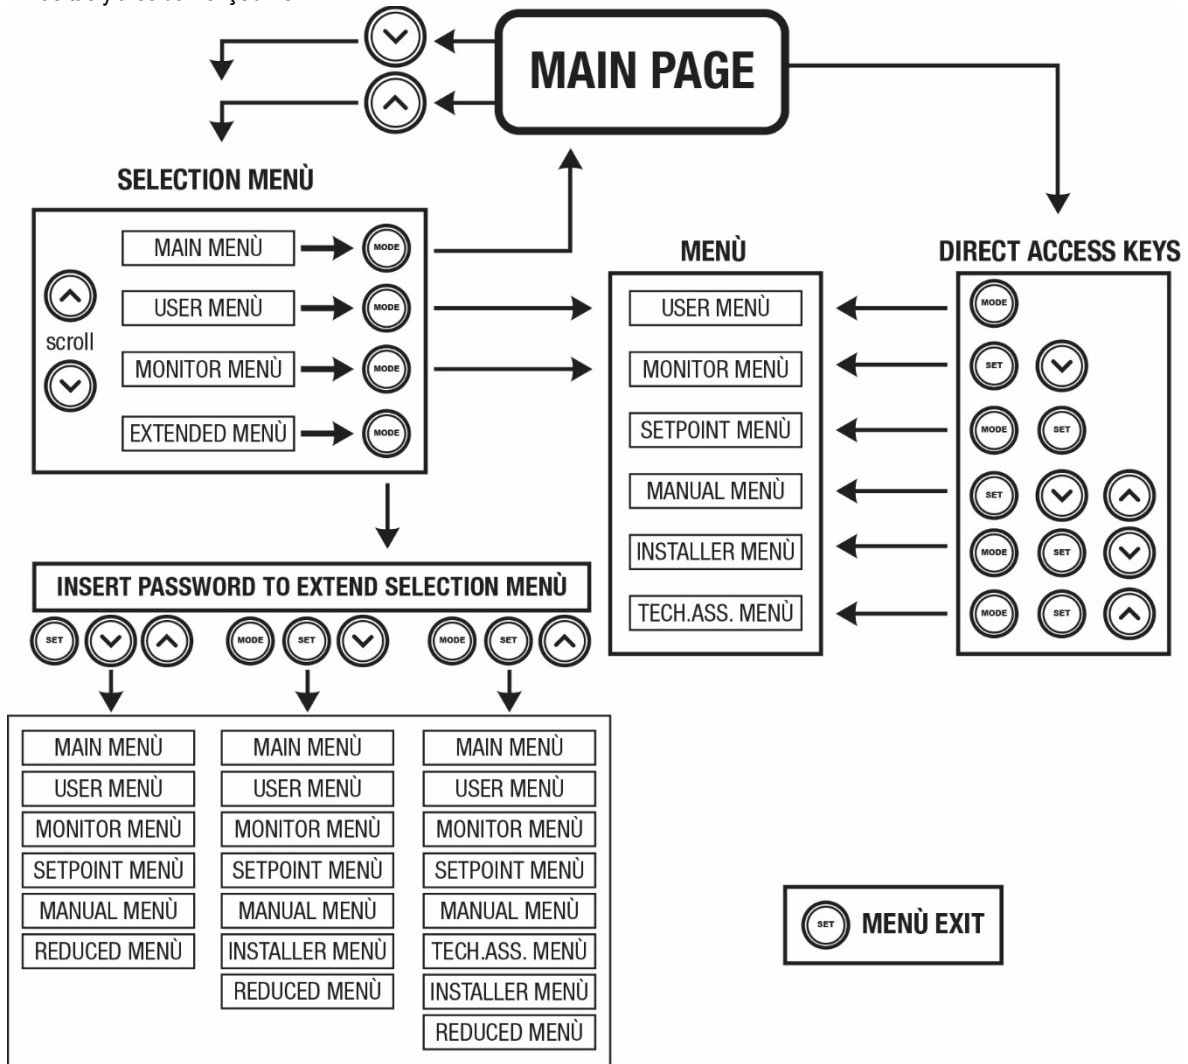 MAIN PAGE
SELECTION MENÙ
MAIN MENÙ MODE
USER MENÙ MODE
scroll
MONITOR MENÙ MODE
EXTENDED MENÙ MODE
MENÙ
USER MENÙ
MONITOR MENÙ
SETPOINT MENÙ
MANUAL MENÙ
INSTALLER MENÙ
TECH.ASS. MENÙ
DIRECT ACCESS KEYS
MODE
SET
MODE SET
SET
MODE SET
MODE SET
INSERT PASSWORD TO EXTEND SELECTION MENÙ
SET
MODE SET
MODE SET
MAIN MENÙ
USER MENÙ
MONITOR MENÙ
SETPOINT MENÙ
MANUAL MENÙ
REDUCED MENÙ
MAIN MENÙ
USER MENÙ
MONITOR MENÙ
SETPOINT MENÙ
MANUAL MENÙ
INSTALLER MENÙ
REDUCED MENÙ
MAIN MENÙ
USER MENÙ
MONITOR MENÙ
SETPOINT MENÙ
MANUAL MENÙ
TECH.ASS. MENÙ
INSTALLER MENÙ
REDUCED MENÙ
SET MENÙ EXIT